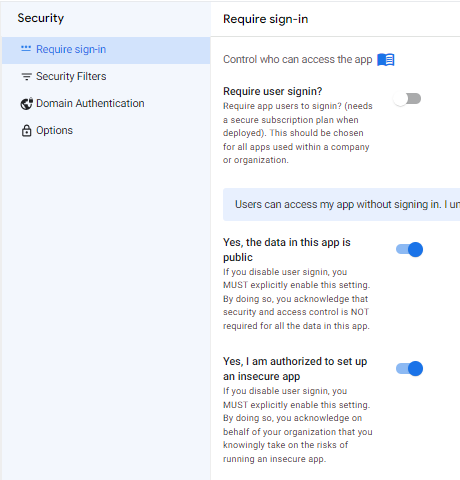 Security
Require sign-in
Security Filters
Domain Authentication
Options
Require sign-in
Control who can access the app
Require user signin?
Require app users to signin? (needs
a secure subscription plan when
deployed). This should be chosen
for all apps used within a company
or organization.
Users can access my app without signing in. I un
Yes, the data in this app is
public
If you disable user signin, you
MUST explicitly enable this setting.
By doing so, you acknowledge that
security and access control is NOT
required for all the data in this app.
Yes, I am authorized to set up
an insecure app
If you disable user signin, you
MUST explicitly enable this setting.
By doing so, you acknowledge on
behalf of your organization that you
knowingly take on the risks of
running an insecure app.